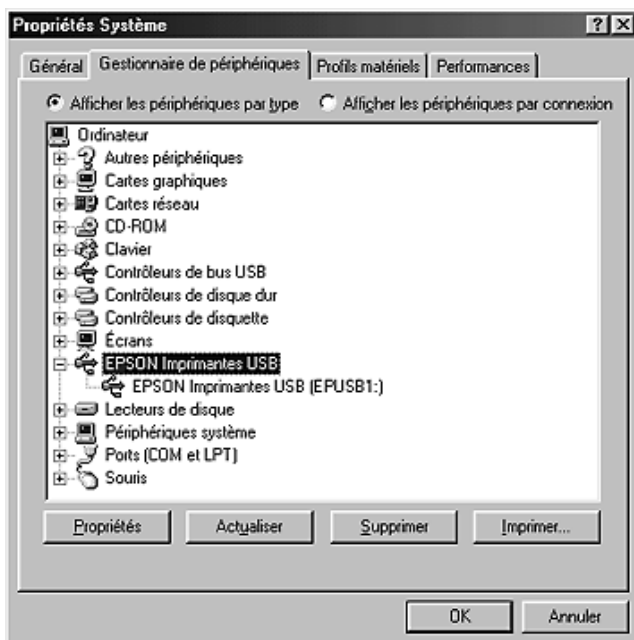 Propriétés Système
Général Gestionnaire de périphériques Profils matériels Performances
Afficher les périphériques par type Afficher les périphériques par connexion
Ordinateur
Autres périphériques
Cartes graphiques
Cartes réseau
CD-ROM
Clavier
Contrôleurs de bus USB
Contrôleurs de disque dur
Contrôleurs de disquette
Écrans
EPSON Imprimantes USB
EPSON Imprimantes USB (EPUSB1:)
Lecteurs de disque
Périphériques système
Ports (COM et LPT)
Souris
Propriétés Actualiser Supprimer Imprimer...
OK Annuler